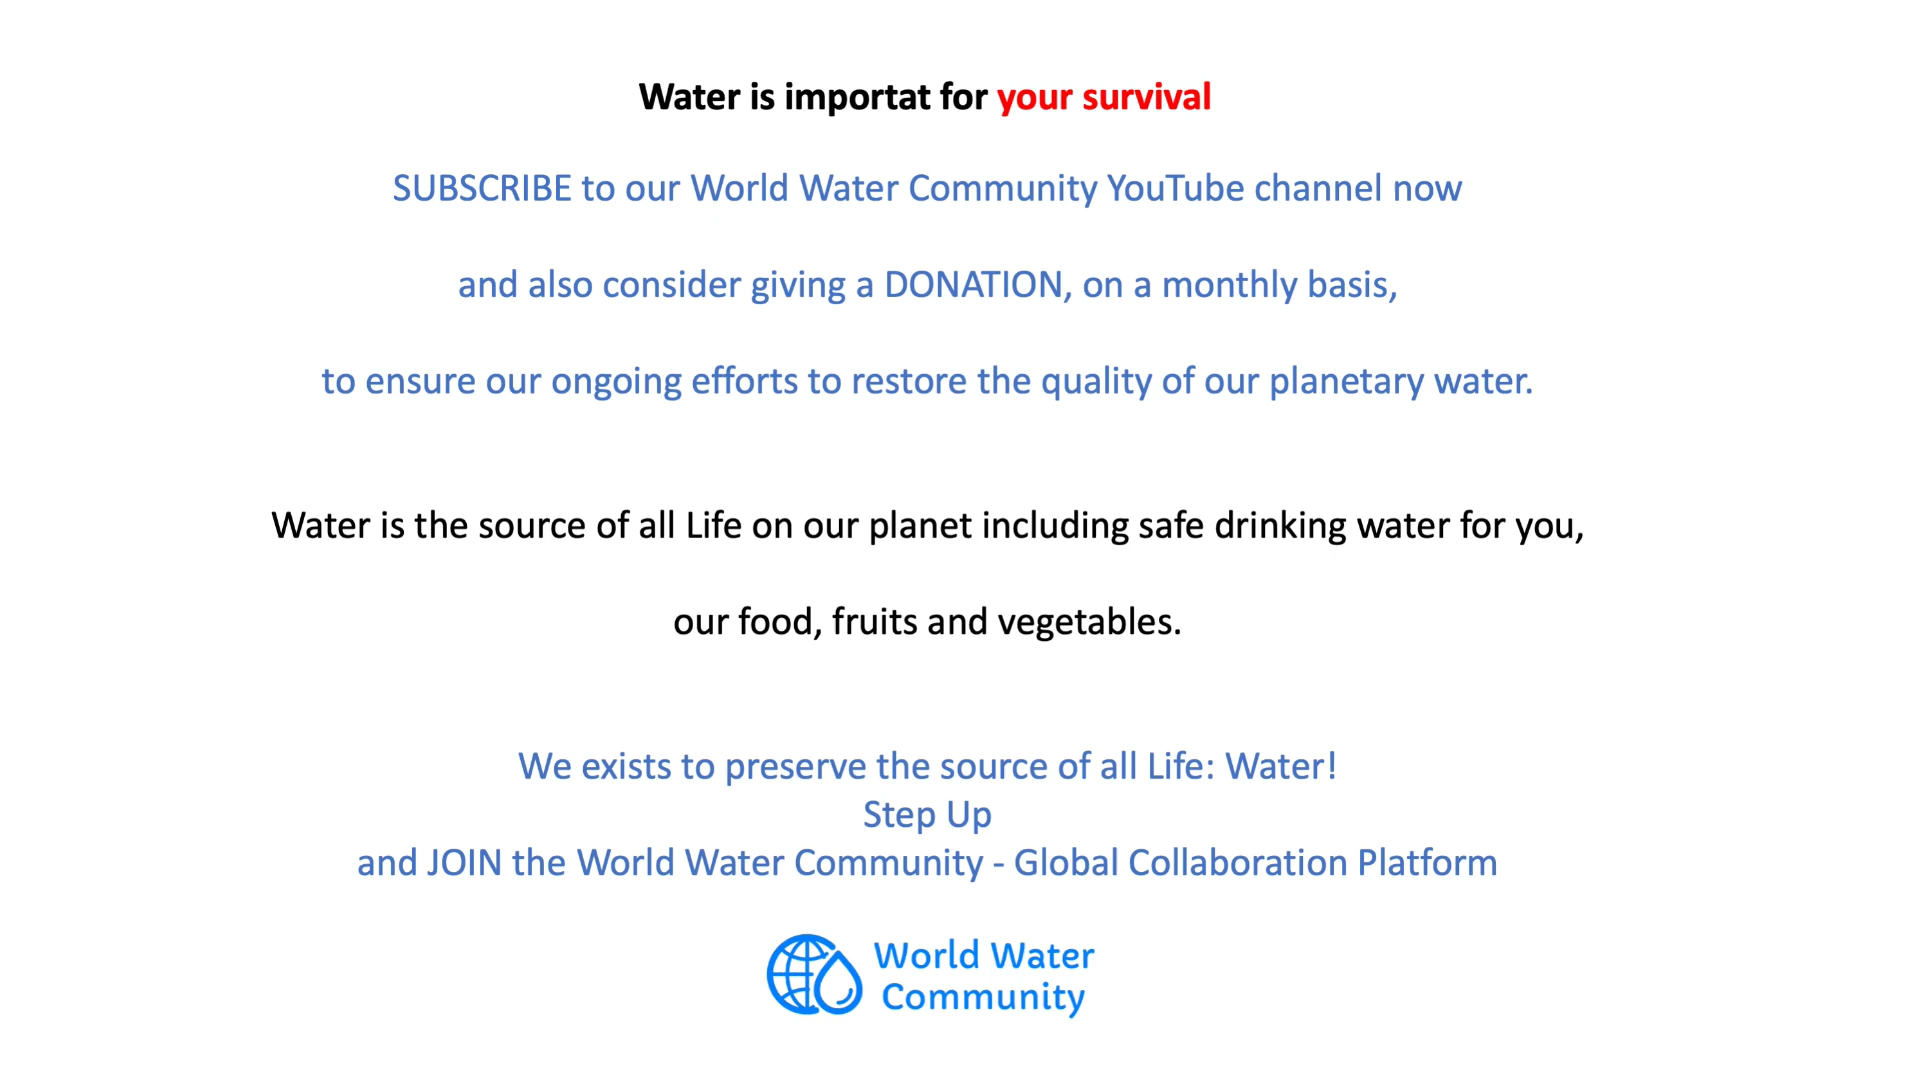 Water is importat for your survival
SUBSCRIBE to our World Water Community YouTube channel now
and also consider giving a DONATION, on a monthly basis,
to ensure our ongoing efforts to restore the quality of our planetary water.
Water is the source of all Life on our planet including safe drinking water for you,
our food, fruits and vegetables.
We exists to preserve the source of all Life: Water!
Step Up
and JOIN the World Water Community - Global Collaboration Platform
World Water
Community